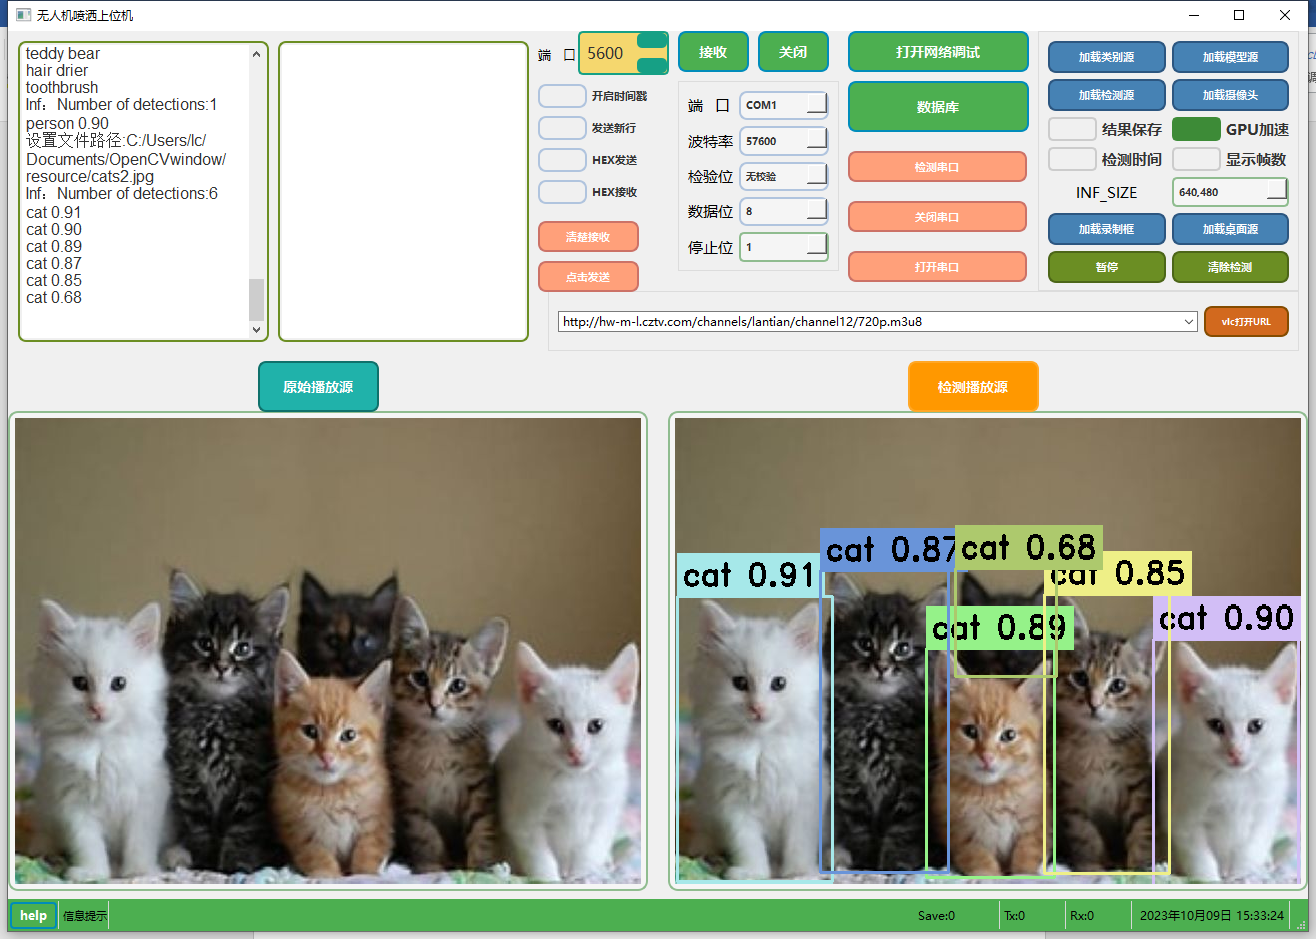 无人机喷洒上位机
teddy bear
hair drier
toothbrush
Inf：Number of detections:1
person 0.90
设置文件路径:C:/Users/lc/
Documents/OpenCVwindow/
resource/cats2.jpg
Inf：Number of detections:6
cat 0.91
cat 0.90
cat 0.89
cat 0.87
cat 0.85
cat 0.68
端 口 5600 接收 关闭
开启时间戳
发送新行
HEX发送
HEX接收
清楚接收
点击发送
端 口 COM1
波特率 57600
检验位 无校验
数据位 8
停止位 1
打开网络调试
数据库
检测串口
关闭串口
打开串口
加载类别源 加载模型源
加载检测源 加载摄像头
结果保存 GPU加速
检测时间 显示帧数
INF_SIZE 640,480
加载录制框 加载桌面源
暂停 清除检测
http://hw-m-l.cztv.com/channels/lantian/channel12/720p.m3u8 vlc打开URL
原始播放源 检测播放源
cat 0.87 cat 0.68
cat 0.91 cat 0.85
cat 0.89 cat 0.90
help 信息提示 Save:0 Tx:0 Rx:0 2023年10月09日 15:33:24